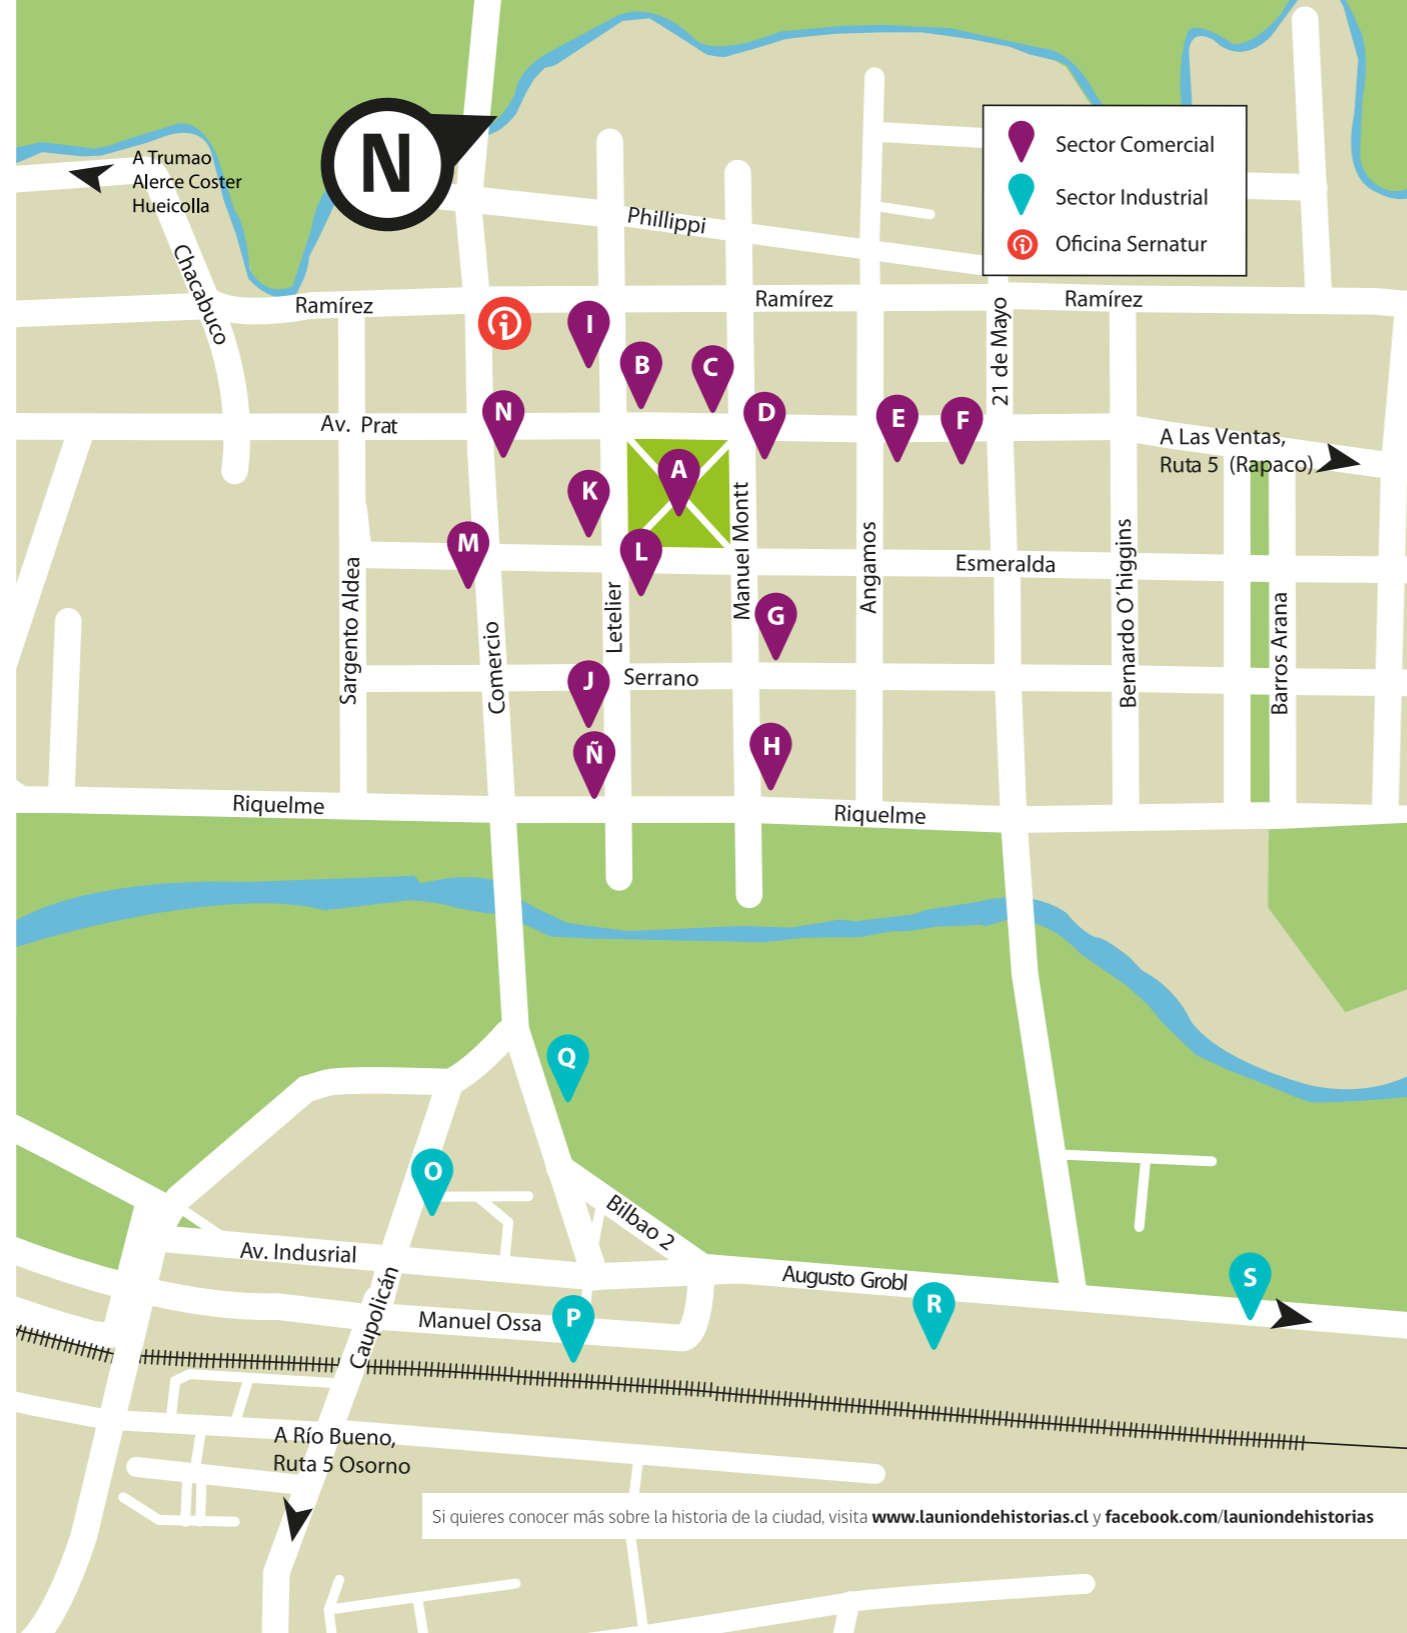 N
A Trumao
Alerce Coster
Hueicolla
Sector Comercial
Sector Industrial
i
Oficina Sernatur
Phillippi
Chacabuco
Ramírez
Ramírez
Ramírez
i
I
21 de Mayo
B
C
N
D
E
F
Av. Prat
A Las Ventas,
Ruta 5 (Rapaco)
A
K
Manuel Montt
M
L
Angamos
Esmeralda
Bernardo O´higgins
Sargento Aldea
Comercio
Letelier
G
Barros Arana
J
Serrano
Ñ
H
Riquelme
Riquelme
Q
O
Bilbao 2
Av. Indusrial
Augusto Grobl
S
Caupolicán
Manuel Ossa
P
R
A Río Bueno,
Ruta 5 Osorno
Si quieres conocer más sobre la historia de la ciudad, visita www.launiondehistorias.cl y facebook.com/launiondehistorias